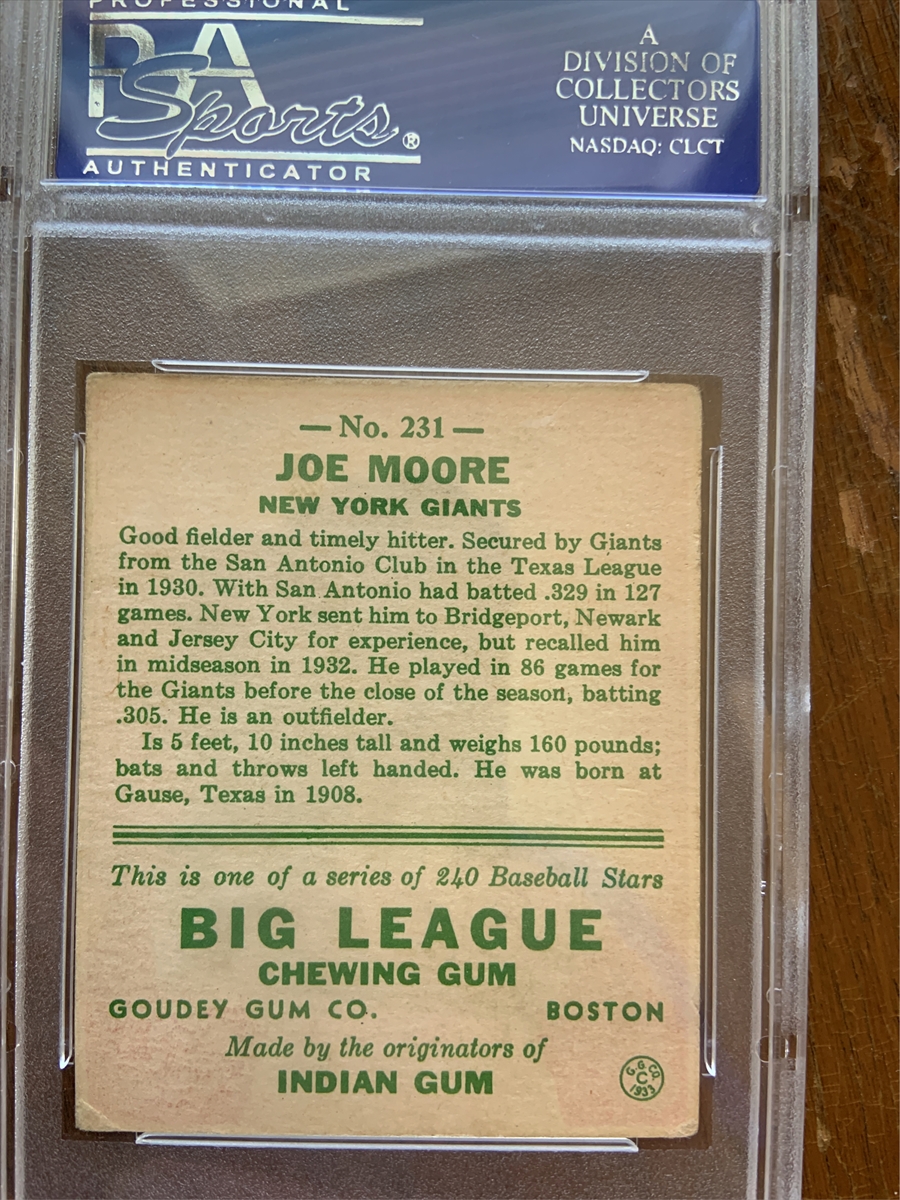 PROFESSIONAL
PSA
Sports®
AUTHENTICATOR
A
DIVISION OF
COLLECTORS
UNIVERSE
NASDAQ: CLCT
— No. 231 —
JOE MOORE
NEW YORK GIANTS
Good fielder and timely hitter. Secured by Giants
from the San Antonio Club in the Texas League
in 1930. With San Antonio had batted .329 in 127
games. New York sent him to Bridgeport, Newark
and Jersey City for experience, but recalled him
in midseason in 1932. He played in 86 games for
the Giants before the close of the season, batting
.305. He is an outfielder.
Is 5 feet, 10 inches tall and weighs 160 pounds;
bats and throws left handed. He was born at
Gause, Texas in 1908.
This is one of a series of 240 Baseball Stars
BIG LEAGUE
CHEWING GUM
GOUDEY GUM CO. BOSTON
Made by the originators of
INDIAN GUM
G.G.CO.
C
1933